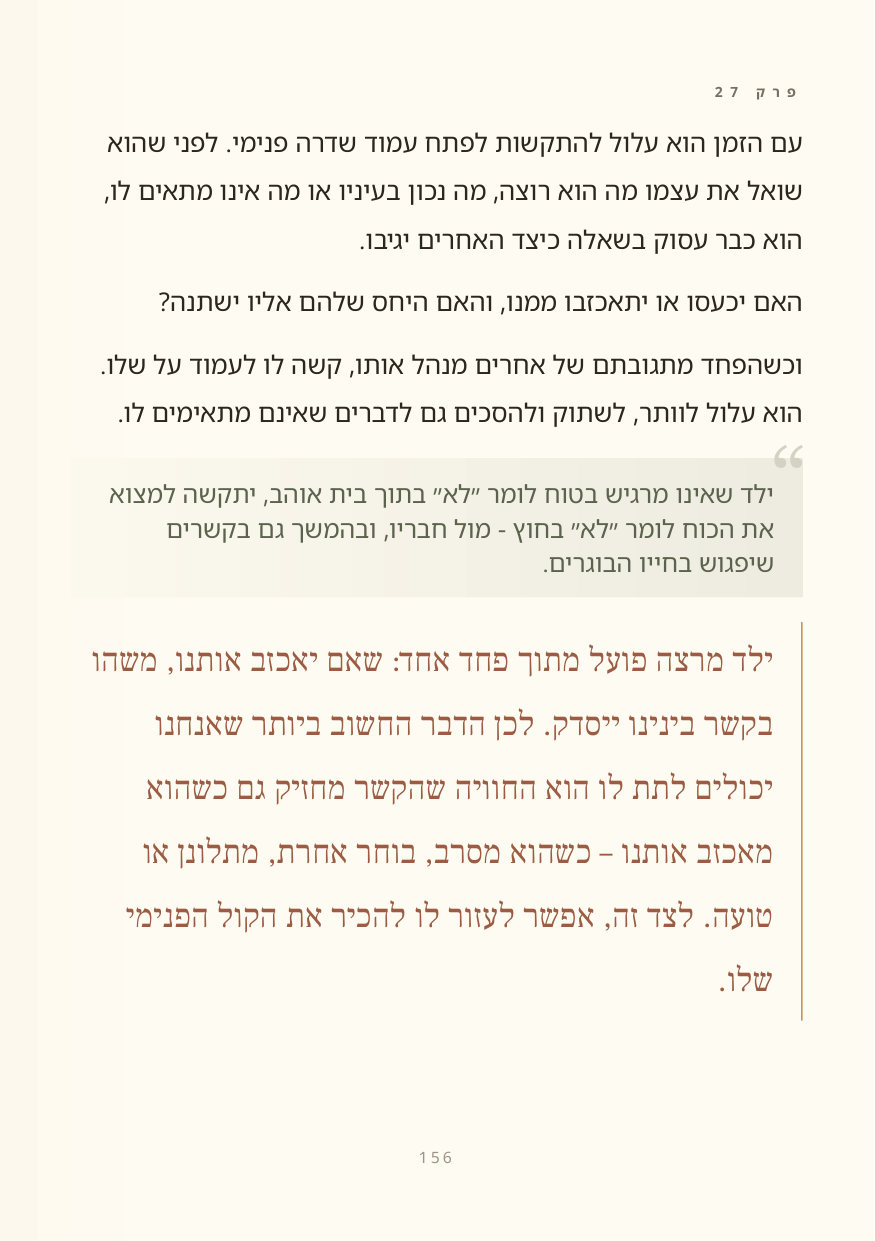 פרק 27
עם הזמן הוא עלול להתקשות לפתח עמוד שדרה פנימי. לפני שהוא
שואל את עצמו מה הוא רוצה, מה נכון בעיניו או מה אינו מתאים לו,
הוא כבר עסוק בשאלה כיצד האחרים יגיבו.
האם יכעסו או יתאכזבו ממנו, והאם היחס שלהם אליו ישתנה?
וכשהפחד מתגובתם של אחרים מנהל אותו, קשה לו לעמוד על שלו.
הוא עלול לוותר, לשתוק ולהסכים גם לדברים שאינם מתאימים לו.
“
ילד שאינו מרגיש בטוח לומר ״לא״ בתוך בית אוהב, יתקשה למצוא
את הכוח לומר ״לא״ בחוץ - מול חבריו, ובהמשך גם בקשרים
שיפגוש בחייו הבוגרים.
ילד מרצה פועל מתוך פחד אחד: שאם יאכזב אותנו, משהו
בקשר בינינו ייסדק. לכן הדבר החשוב ביותר שאנחנו
יכולים לתת לו הוא החוויה שהקשר מחזיק גם כשהוא
מאכזב אותנו – כשהוא מסרב, בוחר אחרת, מתלונן או
טועה. לצד זה, אפשר לעזור לו להכיר את הקול הפנימי
שלו.
156